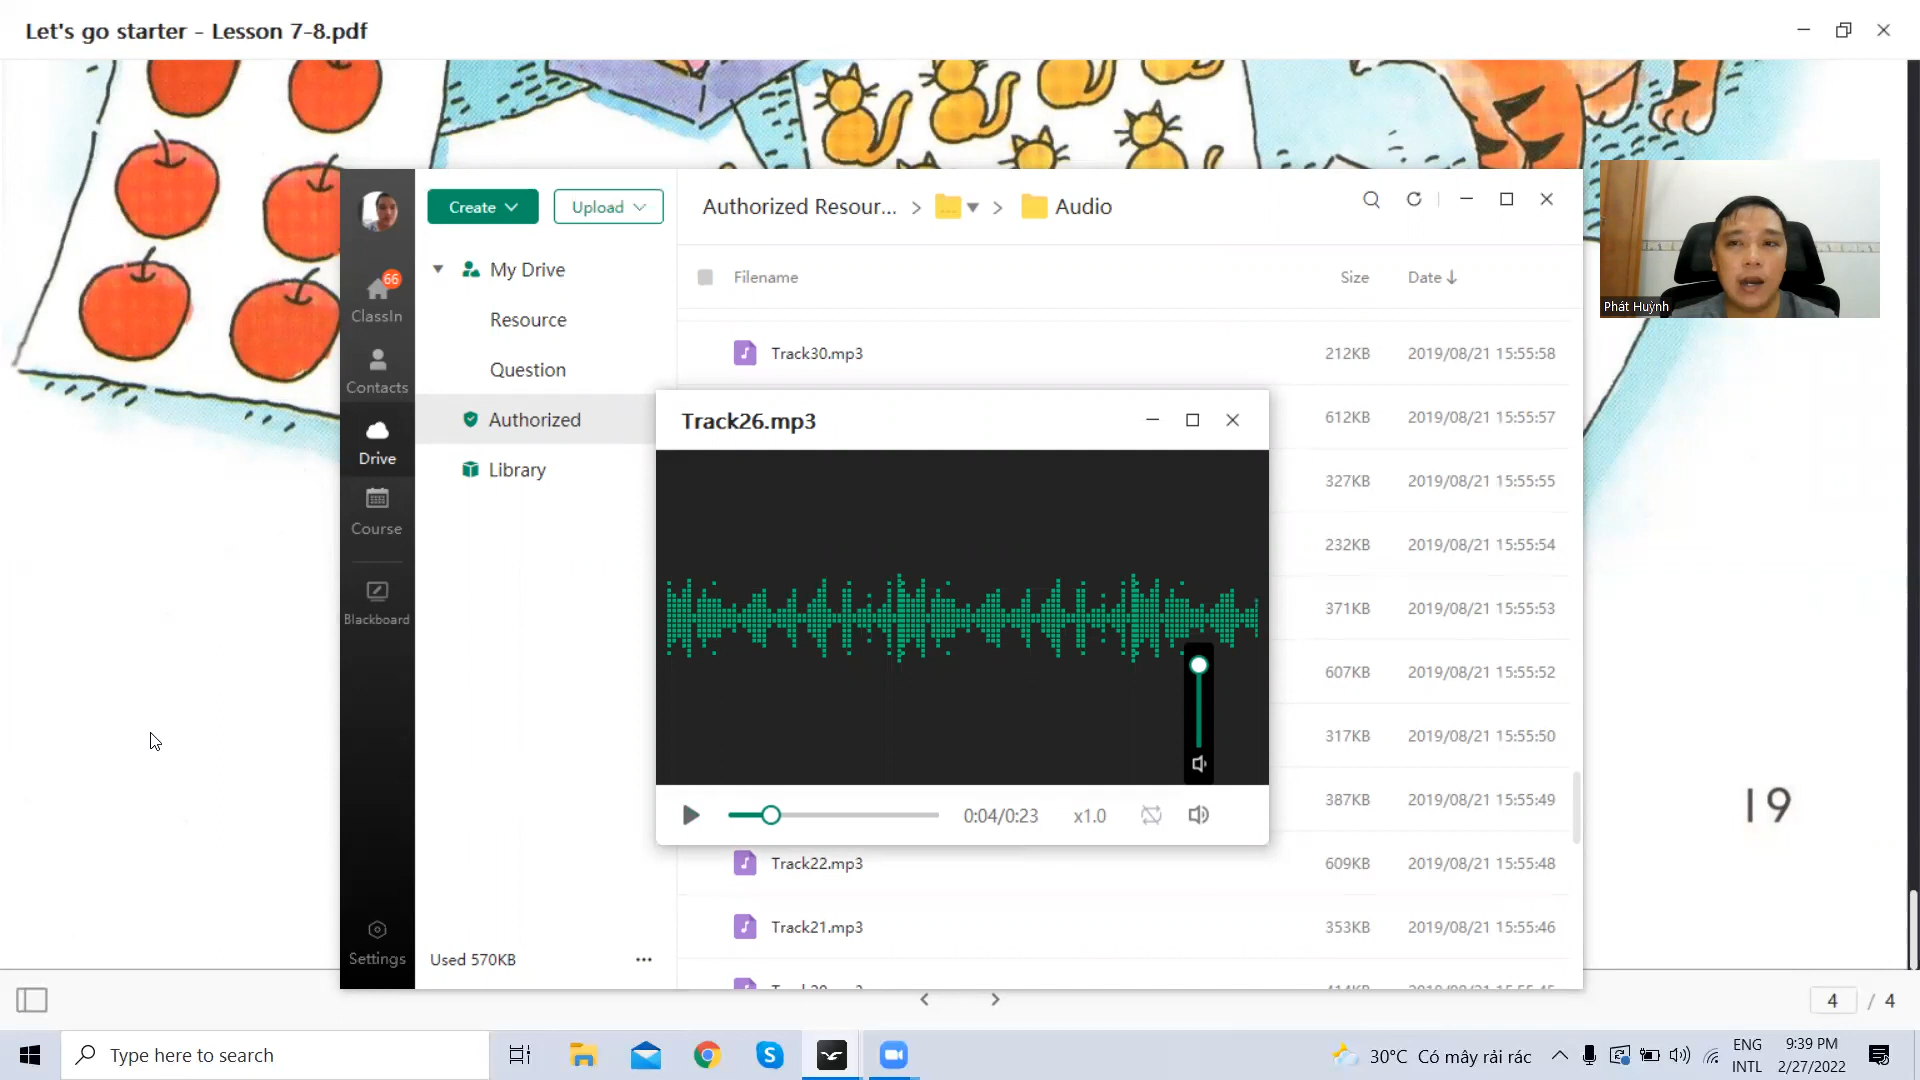 Let's go starter - Lesson 7-8.pdf
Phát Huỳnh
66
ClassIn
Contacts
Drive
Course
Blackboard
Settings
Create
Upload
My Drive
Resource
Question
Authorized
Library
Used 570KB
Authorized Resour... > > Audio
Filename Size Date
Track30.mp3 212KB 2019/08/21 15:55:58
612KB 2019/08/21 15:55:57
327KB 2019/08/21 15:55:55
232KB 2019/08/21 15:55:54
371KB 2019/08/21 15:55:53
607KB 2019/08/21 15:55:52
317KB 2019/08/21 15:55:50
387KB 2019/08/21 15:55:49
Track22.mp3 609KB 2019/08/21 15:55:48
Track21.mp3 353KB 2019/08/21 15:55:46
Track26.mp3
0:04/0:23 x1.0
19
4 / 4
Type here to search
30°C Có mây rải rác
ENG
INTL
9:39 PM
2/27/2022